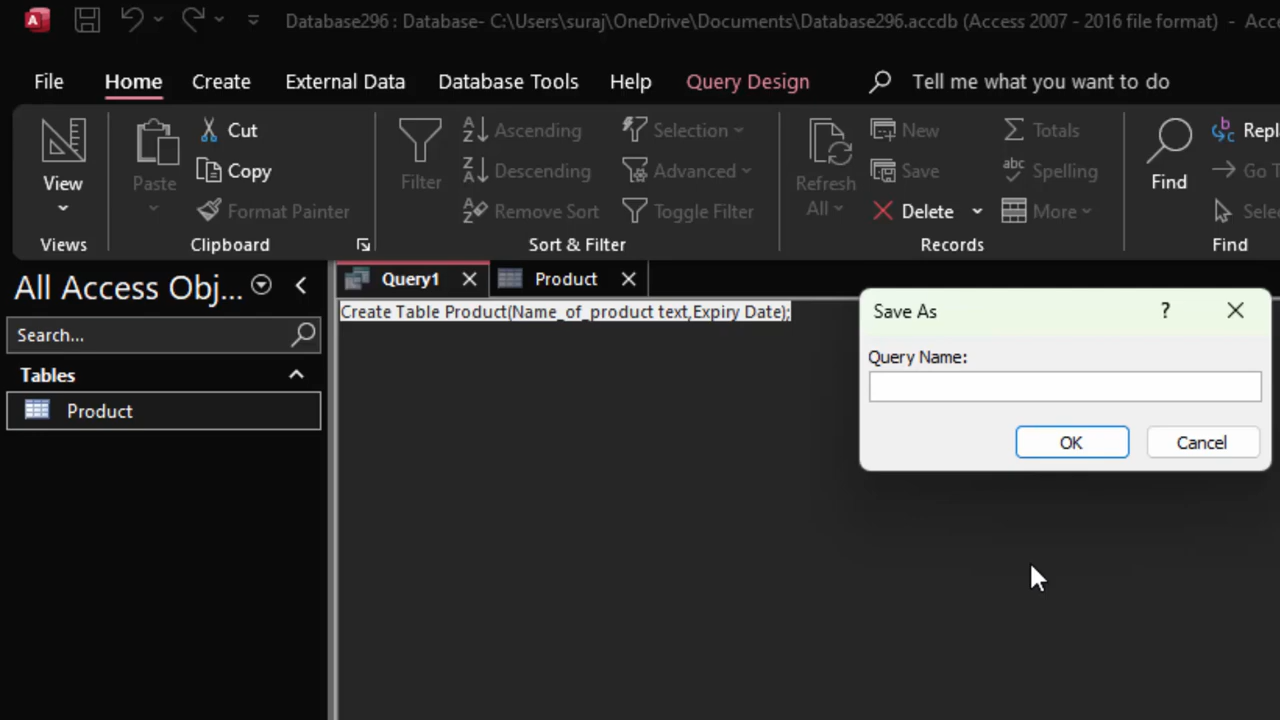 Database296 : Database- C:\Users\suraj\OneDrive\Documents\Database296.accdb (Access 2007 - 2016 file format) -
File Home Create External Data Database Tools Help Query Design Tell me what you want to do
View
Views
Paste
Cut
Copy
Format Painter
Clipboard
Filter
Ascending
Descending
Remove Sort
Selection
Advanced
Toggle Filter
Sort & Filter
Refresh
All
New
Save
Delete
Totals
Spelling
More
Records
Find
Find
All Access Obj...
Search...
Tables
Product
Query1 Product
Create Table Product(Name_of_product text,Expiry Date);
Save As
Query Name:
OK Cancel